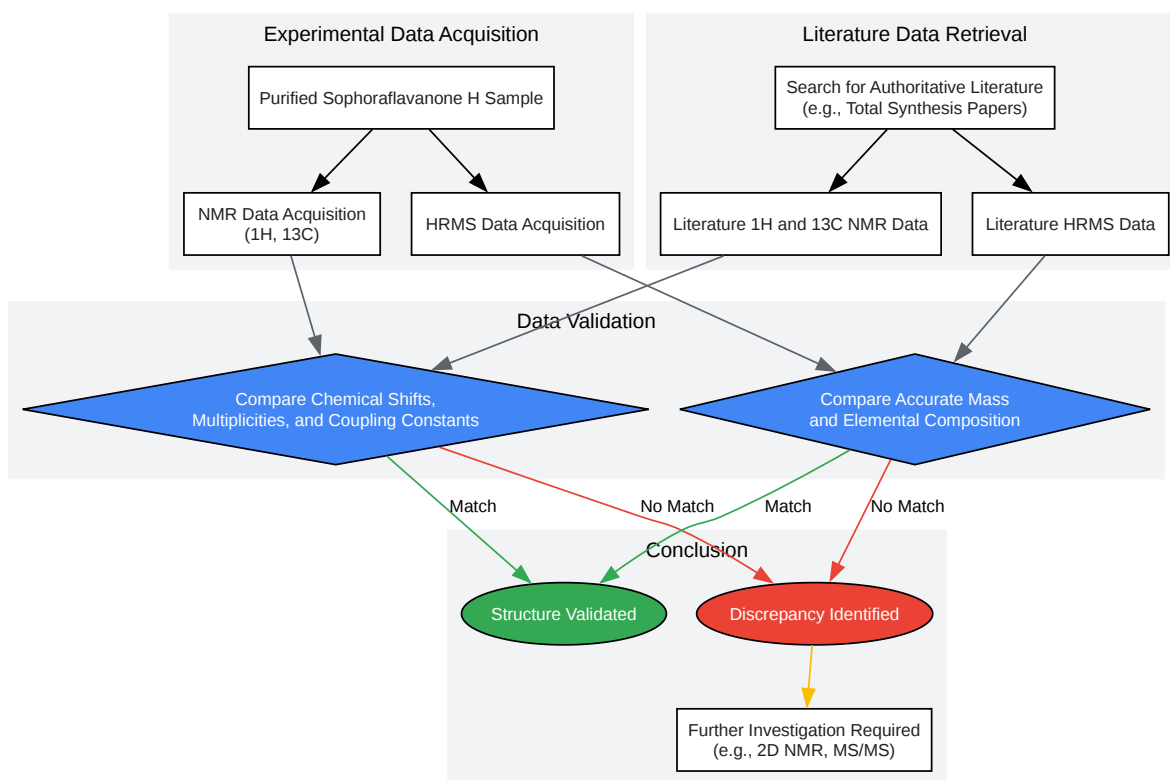 Experimental Data Acquisition
Literature Data Retrieval
Purified Sophoraflavanone H Sample
Search for Authoritative Literature
(e.g., Total Synthesis Papers)
NMR Data Acquisition
(1H, 13C)
HRMS Data Acquisition
Literature 1H and 13C NMR Data
Literature HRMS Data
Data Validation
Compare Chemical Shifts,
Multiplicities, and Coupling Constants
Compare Accurate Mass
and Elemental Composition
Match
No Match
Match
No Match
Conclusion
Structure Validated
Discrepancy Identified
Further Investigation Required
(e.g., 2D NMR, MS/MS)